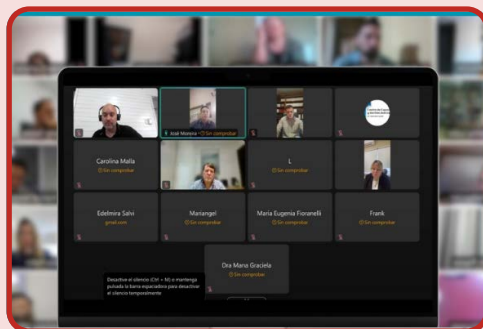 José Moreira Sin comprobar
Carolina Malla
Sin comprobar
L
Sin comprobar
Edelmira Salvi
gmail.com
Mariangel
Sin comprobar
Maria Eugenia Fioranelli
Sin comprobar
Frank
Sin comprobar
Dra Mano Graciela
Sin comprobar
Desactive el silencio (Ctrl + N) o mantenga
pulsada la barra espaciadora para desactivar
el silencio temporalmente